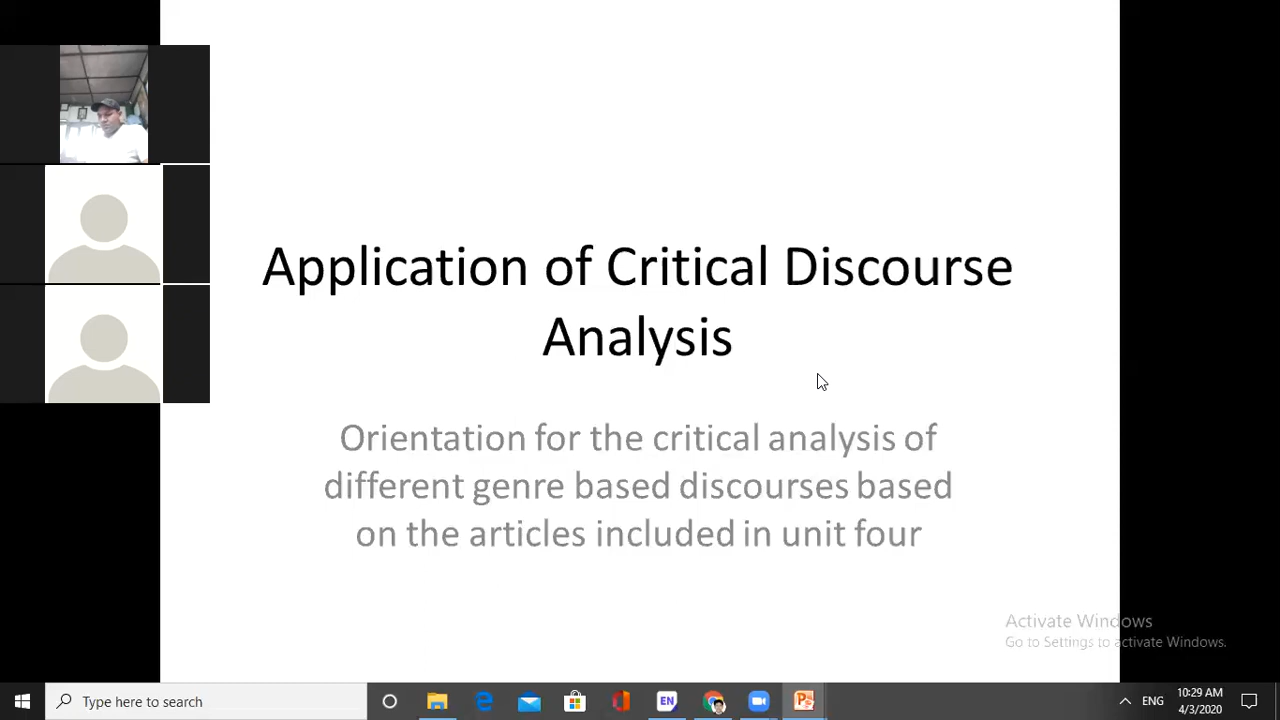 Application of Critical Discourse
Analysis
Orientation for the critical analysis of
different genre based discourses based
on the articles included in unit four
Activate Windows
Go to Settings to activate Windows.
Type here to search
EN
ENG
10:29 AM
4/3/2020